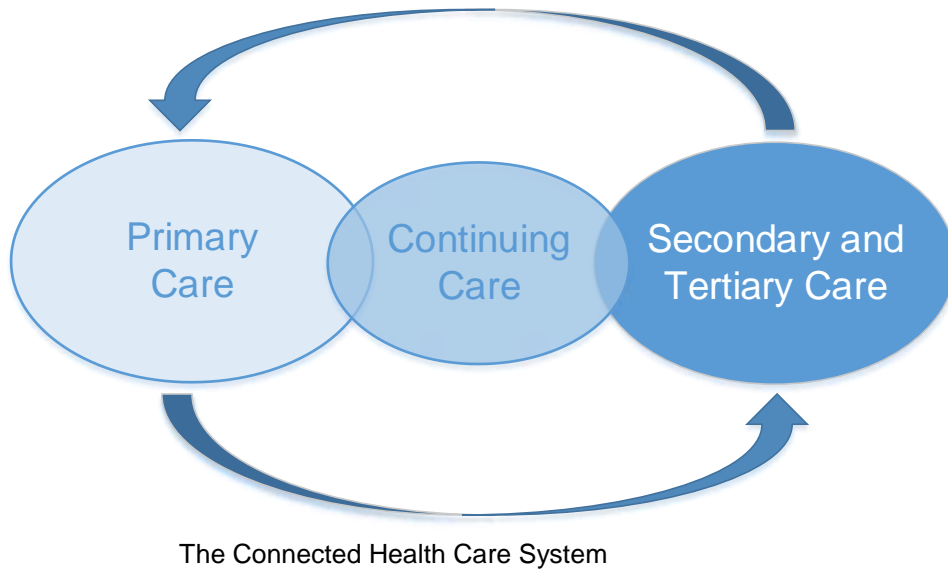 Primary
Care
Continuing
Care
Secondary and
Tertiary Care
The Connected Health Care System